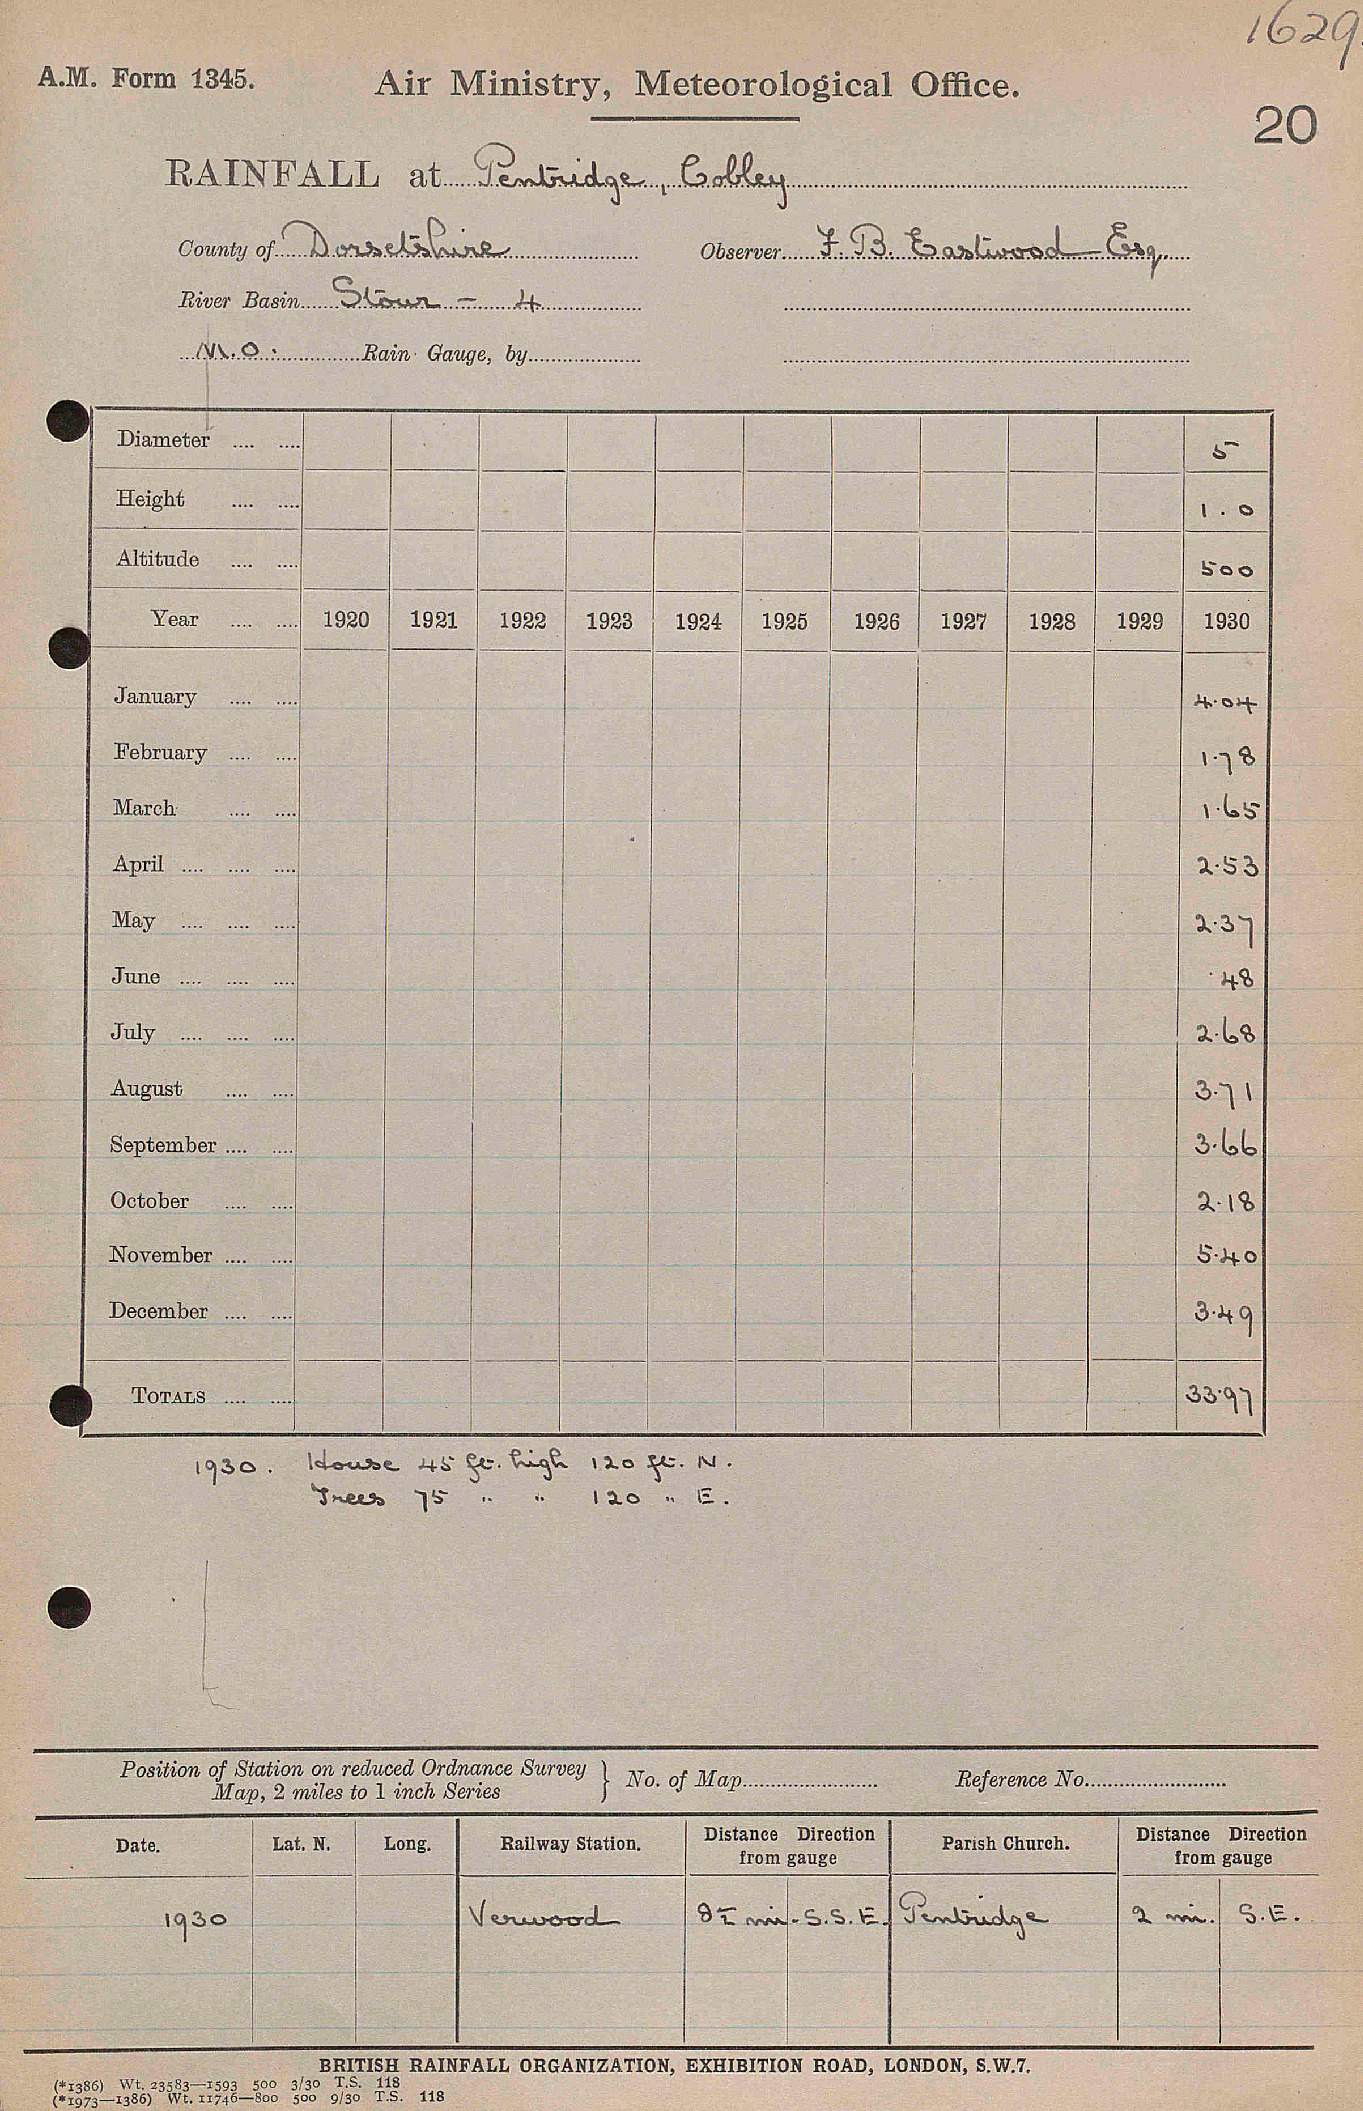 1629.
A.M. Form 1345. Air Ministry, Meteorological Office.
20
RAINFALL at Pentridge, Cobley
County of Dorsetshire Observer F. B. Eastwood Esq.
River Basin Stour - 4
M.O. Rain Gauge, by
Diameter 5
Height 1.0
Altitude 500
Year 1920 1921 1922 1923 1924 1925 1926 1927 1928 1929 1930
January 4.04
February 1.78
March 1.65
April 2.53
May 2.37
June .48
July 2.68
August 3.71
September 3.66
October 2.18
November 5.40
December 3.49
TOTALS 33.97
1930. House 45 ft. high 120 ft. N.
Trees 75 " " 120 " E.
Position of Station on reduced Ordnance Survey
Map, 2 miles to 1 inch Series } No. of Map Reference No.
Date. Lat. N. Long. Railway Station. Distance Direction from gauge Parish Church. Distance Direction from gauge
1930 Verwood 8½ mi. S.S.E. Pentridge 2 mi. S.E.
BRITISH RAINFALL ORGANIZATION, EXHIBITION ROAD, LONDON, S.W.7.
(*1386) Wt. 23583—1593 500 3/30 T.S. 118
(*1973—1386) Wt. 11746—800 500 9/30 T.S. 118